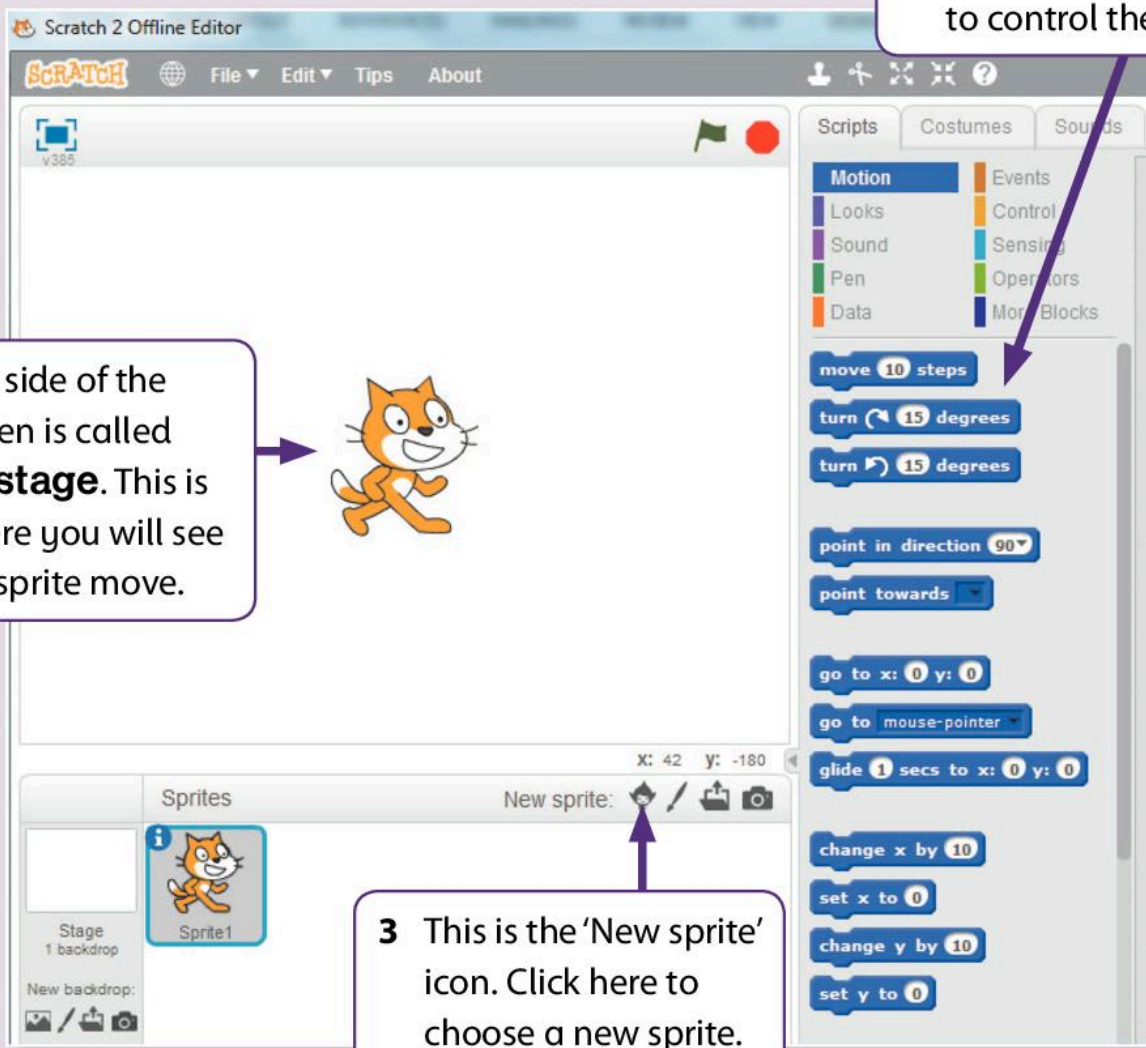 to control the
Scratch 2 Offline Editor
SCRATCH File Edit Tips About
v385
Scripts Costumes Sounds
Motion Events
Looks Control
Sound Sensing
Pen Operators
Data More Blocks
side of the
en is called
stage. This is
re you will see
sprite move.
move 10 steps
turn 15 degrees
turn 15 degrees
point in direction 90
point towards
go to x: 0 y: 0
go to mouse-pointer
glide 1 secs to x: 0 y: 0
change x by 10
set x to 0
change y by 10
set y to 0
x: 42 y: -180
Sprites New sprite:
i
Sprite1
Stage
1 backdrop
New backdrop:
3 This is the ‘New sprite’
icon. Click here to
choose a new sprite.